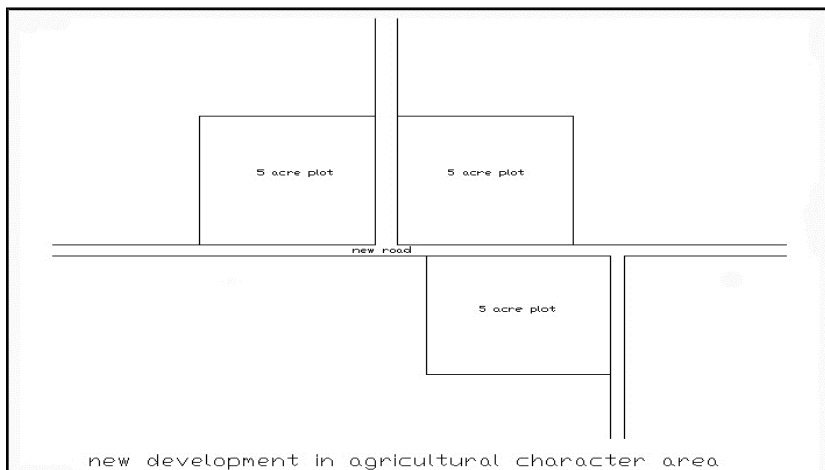 5 acre plot
5 acre plot
new road
5 acre plot
new development in agricultural character area